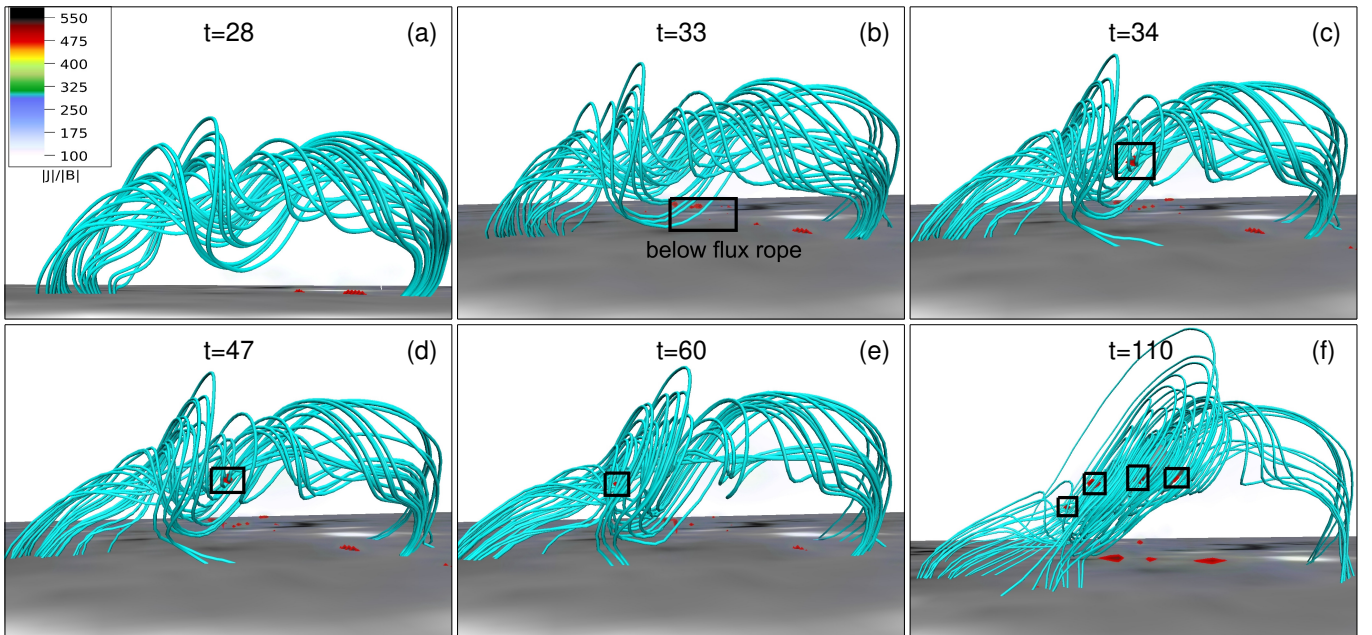 550
475
400
325
250
175
100
|J|/|B|
t=28
(a)
t=33
(b)
below flux rope
t=34
(c)
t=47
(d)
t=60
(e)
t=110
(f)